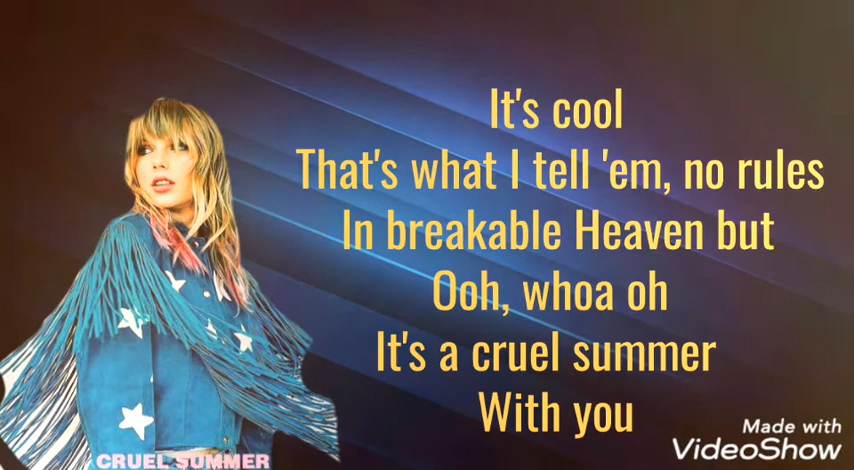 It's cool
That's what I tell 'em, no rules
In breakable Heaven but
Ooh, whoa oh
It's a cruel summer
With you
CRUEL SUMMER
Made with
VideoShow